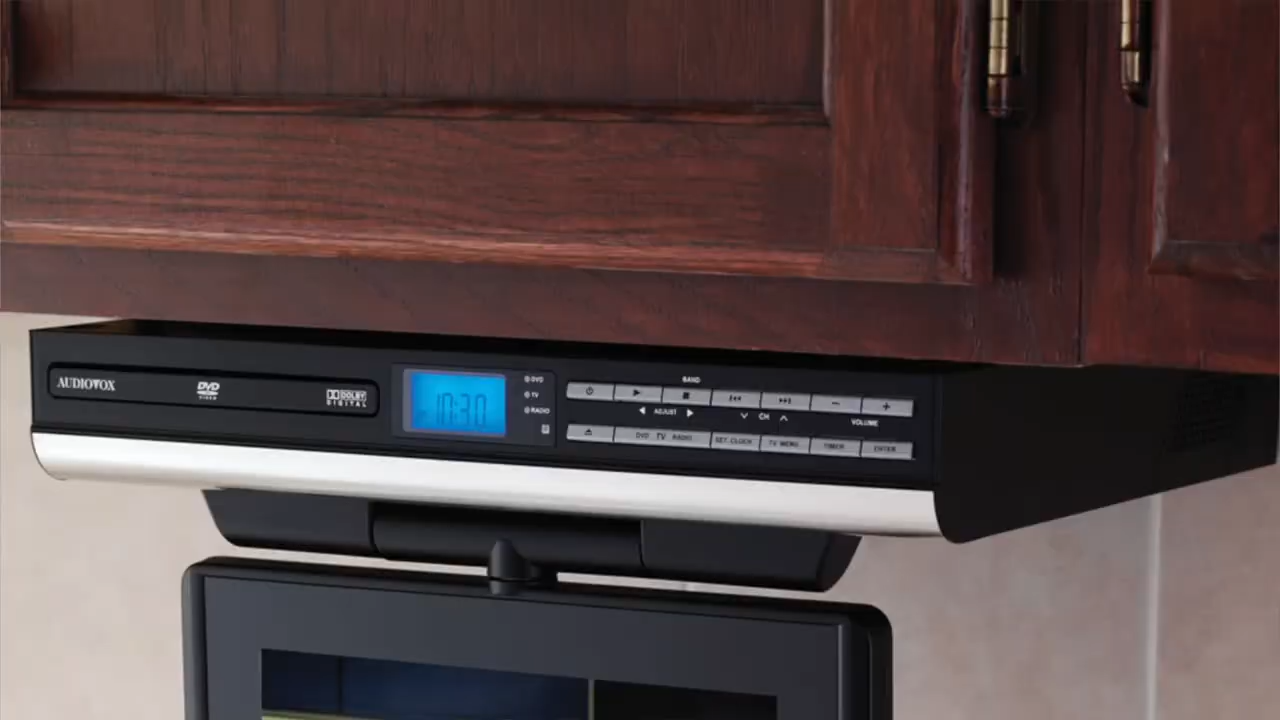 AUDIOVOX
DVD
VIDEO
DOLBY
DIGITAL
10:30
DVD
TV
RADIO
BAND
ADJUST
CH
VOLUME
DVD TV RADIO
SET CLOCK
TV MENU
TIMER
ENTER